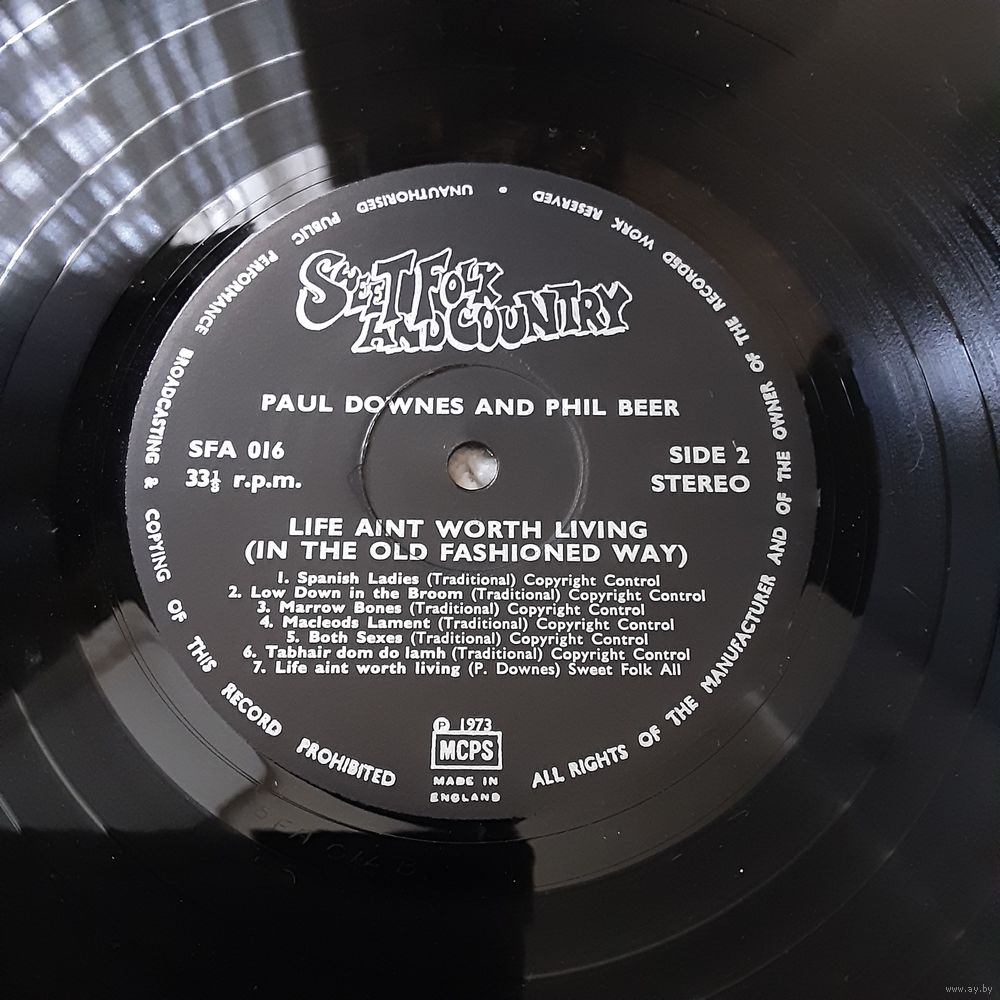 UNAUTHORISED PUBLIC PERFORMANCE BROADCASTING & COPYING OF THIS RECORD PROHIBITED
ALL RIGHTS OF THE MANUFACTURER AND OF THE OWNER OF THE RECORDED WORK RESERVED •
SWEET FOLK
AND COUNTRY
PAUL DOWNES AND PHIL BEER
SFA 016
SIDE 2
33⅓ r.p.m.
STEREO
LIFE AINT WORTH LIVING
(IN THE OLD FASHIONED WAY)
1. Spanish Ladies (Traditional) Copyright Control
2. Low Down in the Broom (Traditional) Copyright Control
3. Marrow Bones (Traditional) Copyright Control
4. Macleods Lament (Traditional) Copyright Control
5. Both Sexes (Traditional) Copyright Control
6. Tabhair dom do lamh (Traditional) Copyright Control
7. Life aint worth living (P. Downes) Sweet Folk All
℗ 1973
MCPS
MADE IN
ENGLAND
www.ay.by